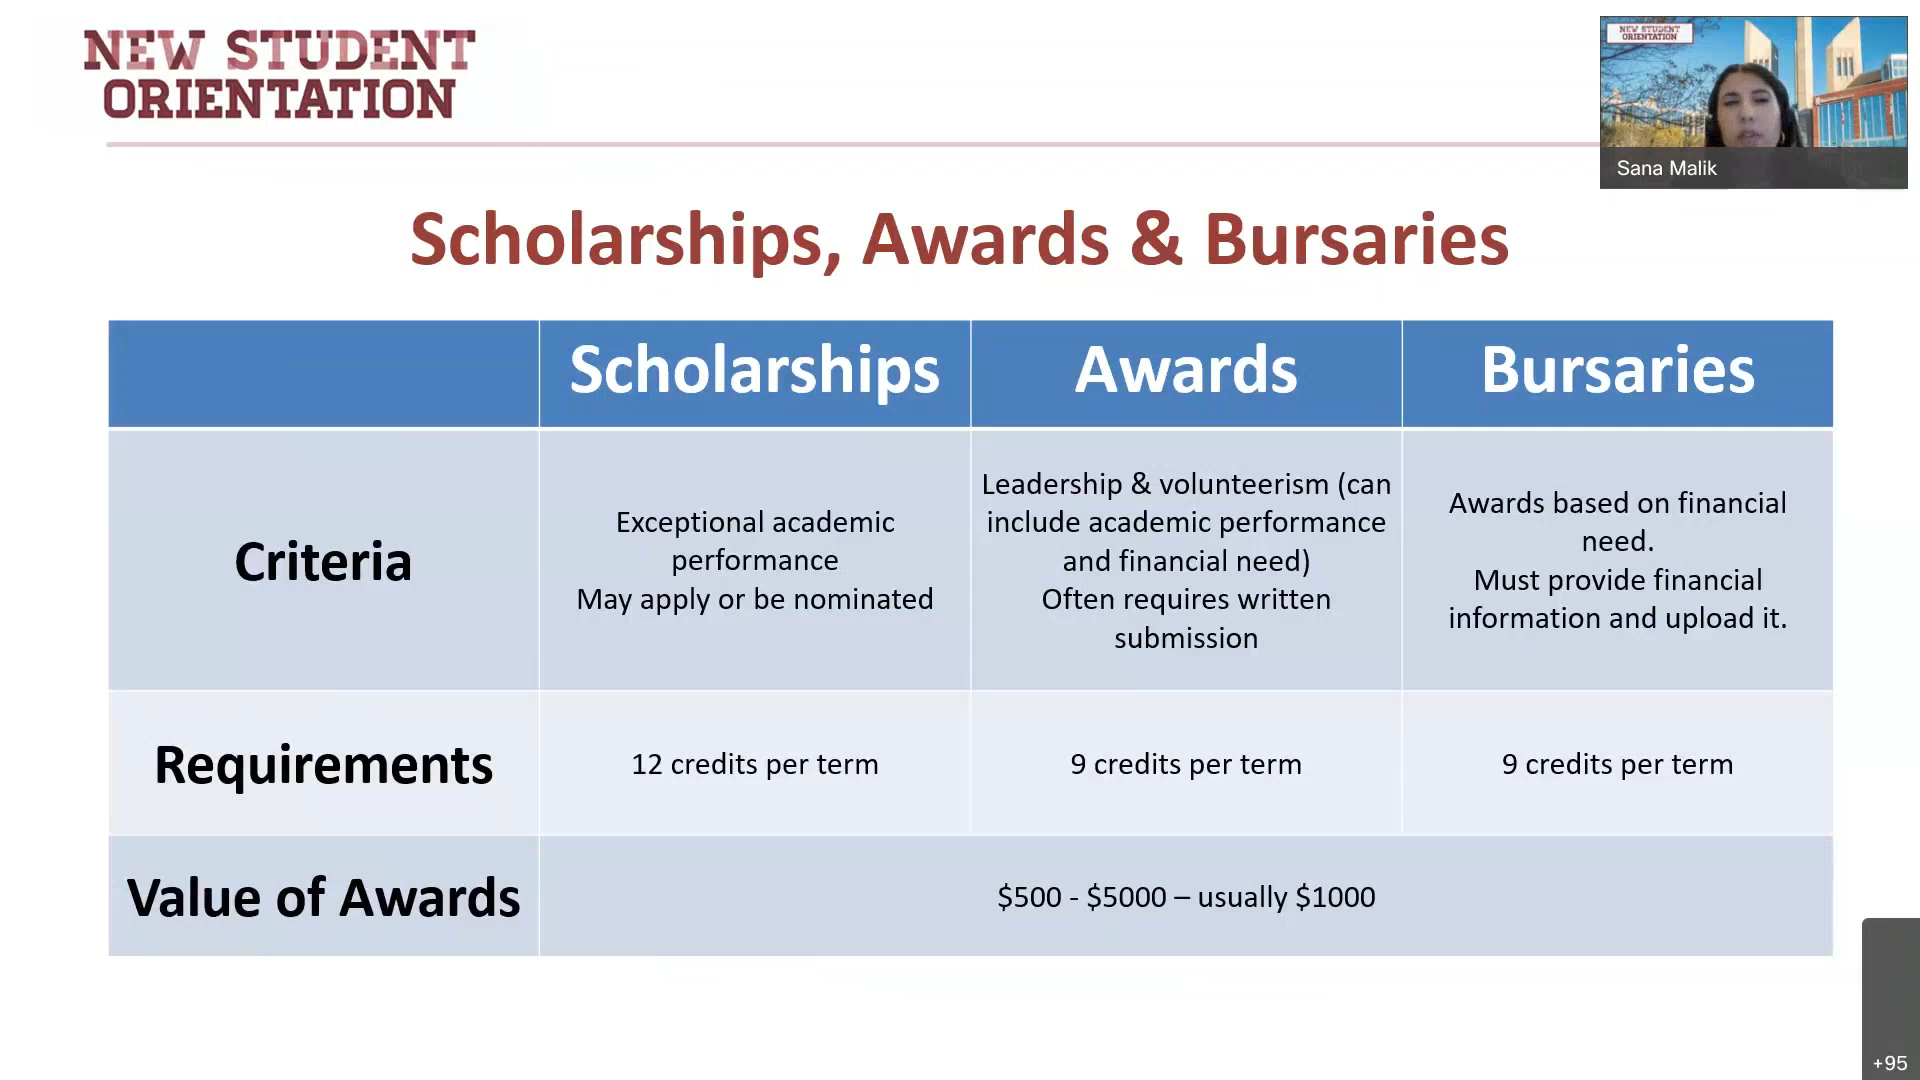 NEW STUDENT
ORIENTATION
NEW STUDENT
ORIENTATION
Sana Malik
Scholarships, Awards & Bursaries
Scholarships
Awards
Bursaries
Criteria
Exceptional academic
performance
May apply or be nominated
Leadership & volunteerism (can
include academic performance
and financial need)
Often requires written
submission
Awards based on financial
need.
Must provide financial
information and upload it.
Requirements
12 credits per term
9 credits per term
9 credits per term
Value of Awards
$500 - $5000 – usually $1000
+95